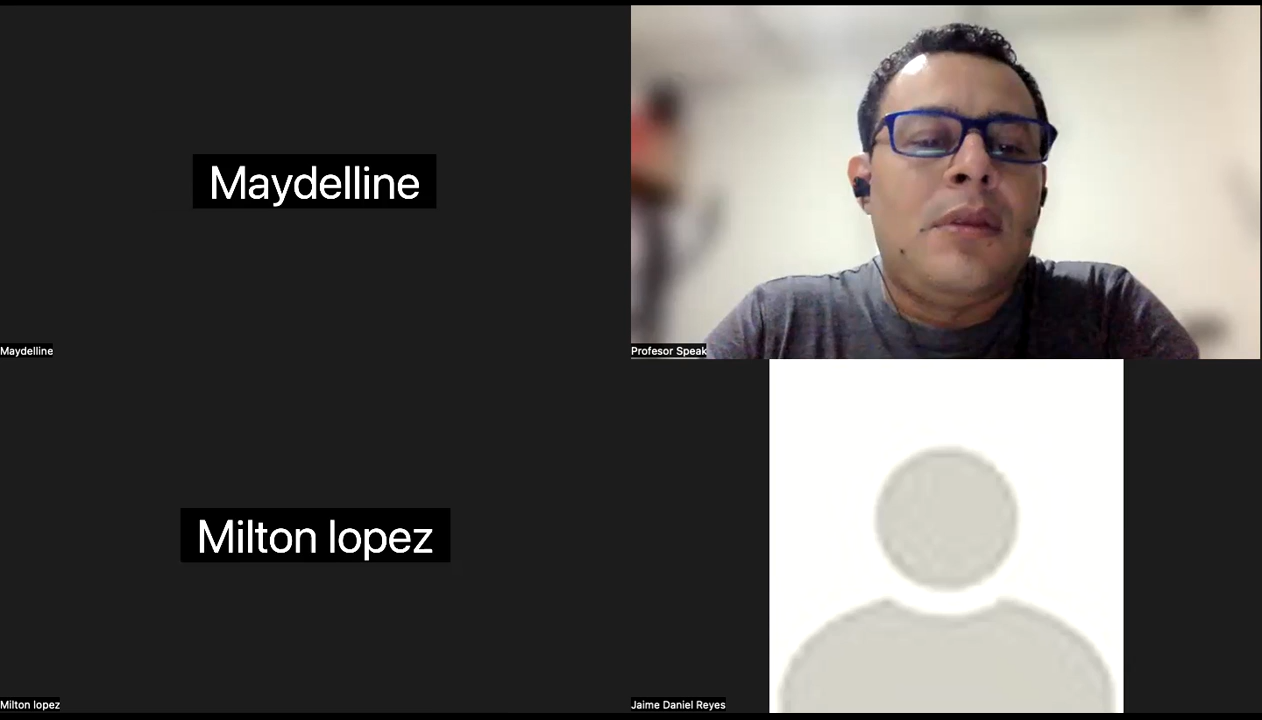 Maydelline
Maydelline
Profesor Speak
Milton lopez
Milton lopez
Jaime Daniel Reyes